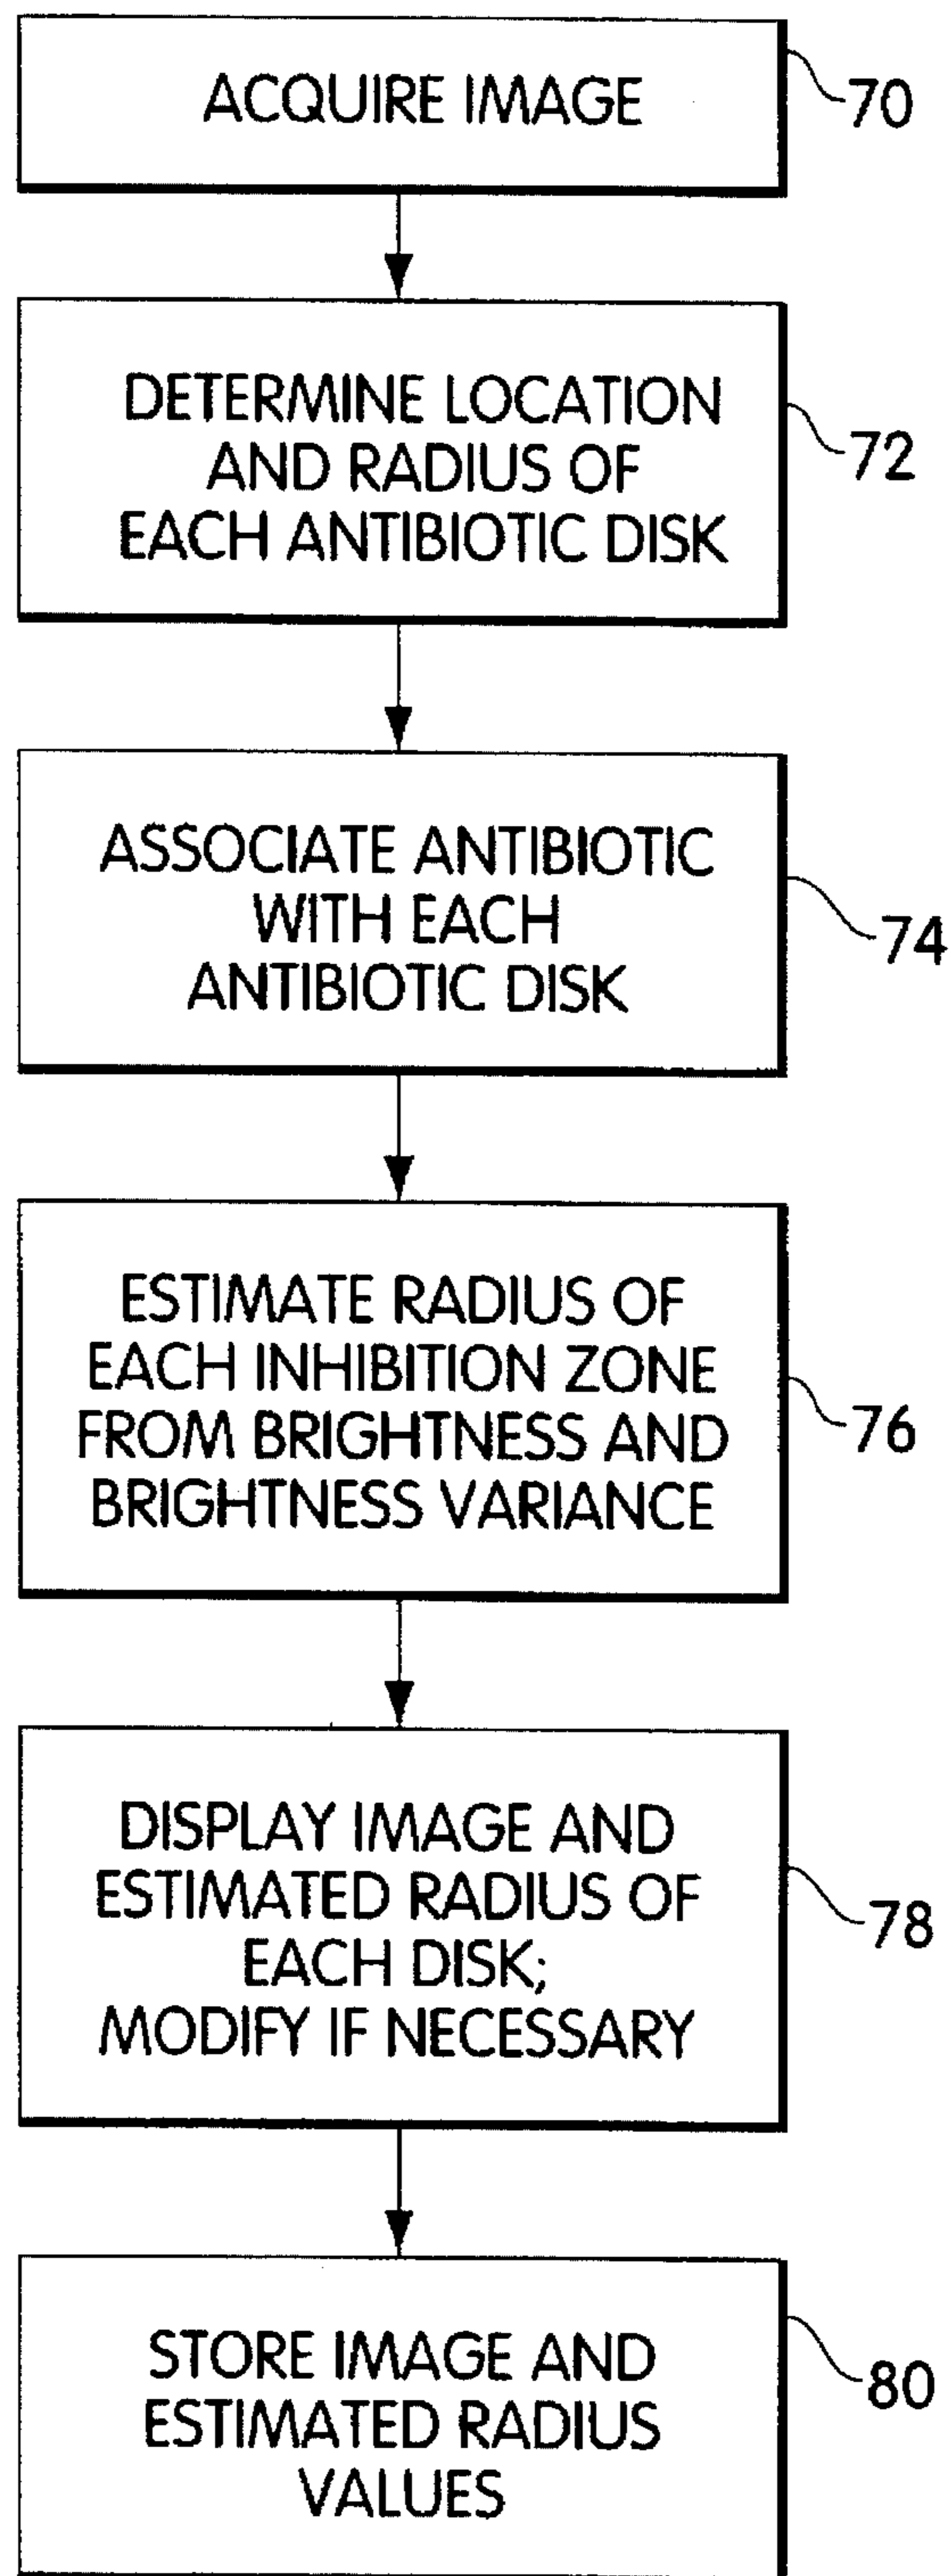 ACQUIRE IMAGE
70
DETERMINE LOCATION
AND RADIUS OF
EACH ANTIBIOTIC DISK
72
ASSOCIATE ANTIBIOTIC
WITH EACH
ANTIBIOTIC DISK
74
ESTIMATE RADIUS OF
EACH INHIBITION ZONE
FROM BRIGHTNESS AND
BRIGHTNESS VARIANCE
76
DISPLAY IMAGE AND
ESTIMATED RADIUS OF
EACH DISK;
MODIFY IF NECESSARY
78
STORE IMAGE AND
ESTIMATED RADIUS
VALUES
80